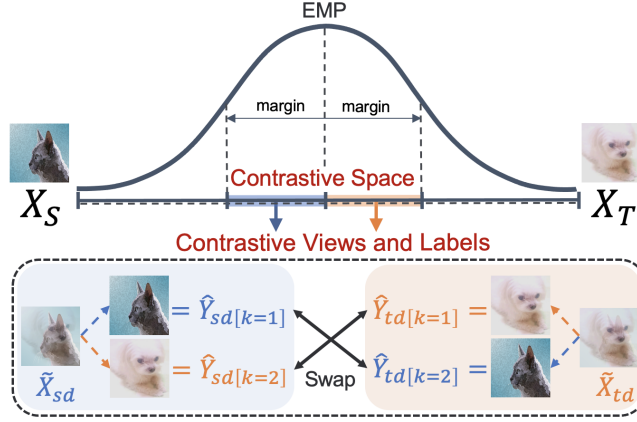 EMP
margin margin
Contrastive Space
X_S X_T
Contrastive Views and Labels
= Ŷ_sd[k=1] Ŷ_td[k=1] =
= Ŷ_sd[k=2] Swap Ŷ_td[k=2] =
X̃_sd X̃_td